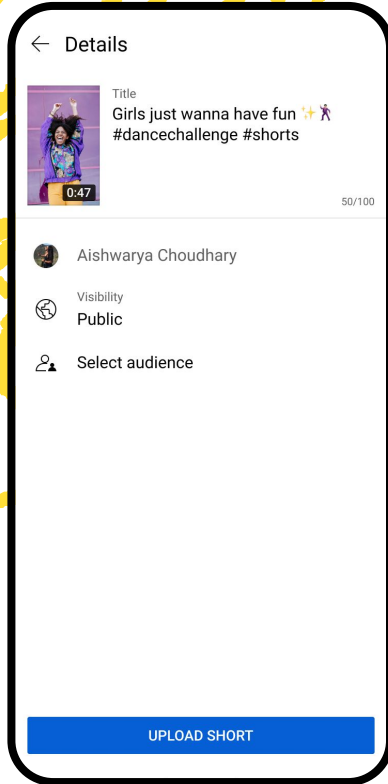 Details
Title
Girls just wanna have fun ✨🕺
#dancechallenge #shorts
0:47
50/100
Aishwarya Choudhary
Visibility
Public
Select audience
UPLOAD SHORT